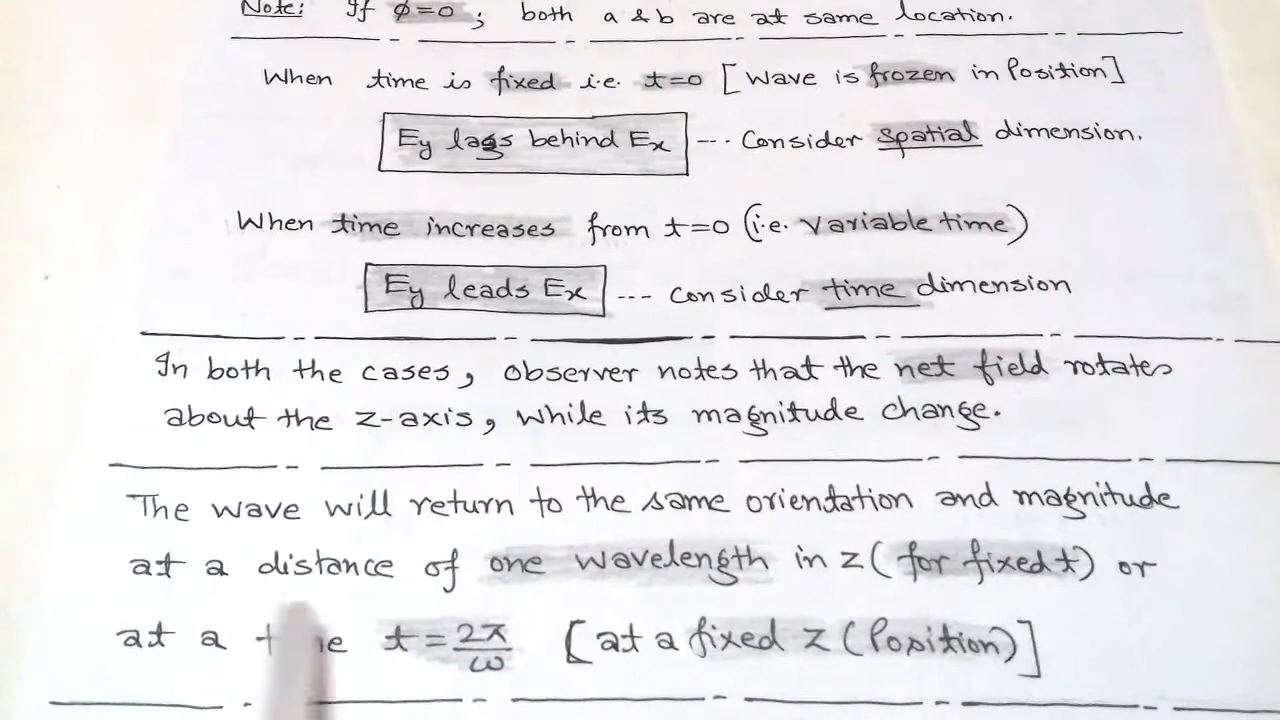 Note: If φ=0; both a & b are at same location.
When time is fixed i.e. t=0 [Wave is frozen in Position]
Ey lags behind Ex --- Consider spatial dimension.
When time increases from t=0 (i.e. variable time)
Ey leads Ex --- consider time dimension
In both the cases, observer notes that the net field rotates
about the z-axis, while its magnitude change.
The wave will return to the same orientation and magnitude
at a distance of one wavelength in z (for fixed t) or
at a t = 2π/ω [at a fixed z (Position)]